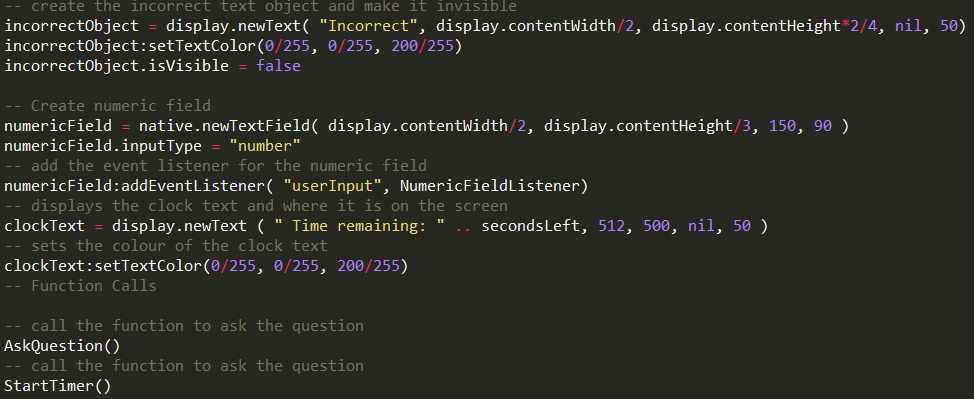 -- create the incorrect text object and make it invisible
incorrectObject = display.newText( "Incorrect", display.contentWidth/2, display.contentHeight*2/4, nil, 50)
incorrectObject:setTextColor(0/255, 0/255, 200/255)
incorrectObject.isVisible = false
-- Create numeric field
numericField = native.newTextField( display.contentWidth/2, display.contentHeight/3, 150, 90 )
numericField.inputType = "number"
-- add the event listener for the numeric field
numericField:addEventListener( "userInput", NumericFieldListener)
-- displays the clock text and where it is on the screen
clockText = display.newText ( " Time remaining: " .. secondsLeft, 512, 500, nil, 50 )
-- sets the colour of the clock text
clockText:setTextColor(0/255, 0/255, 200/255)
-- Function Calls
-- call the function to ask the question
AskQuestion()
-- call the function to ask the question
StartTimer()